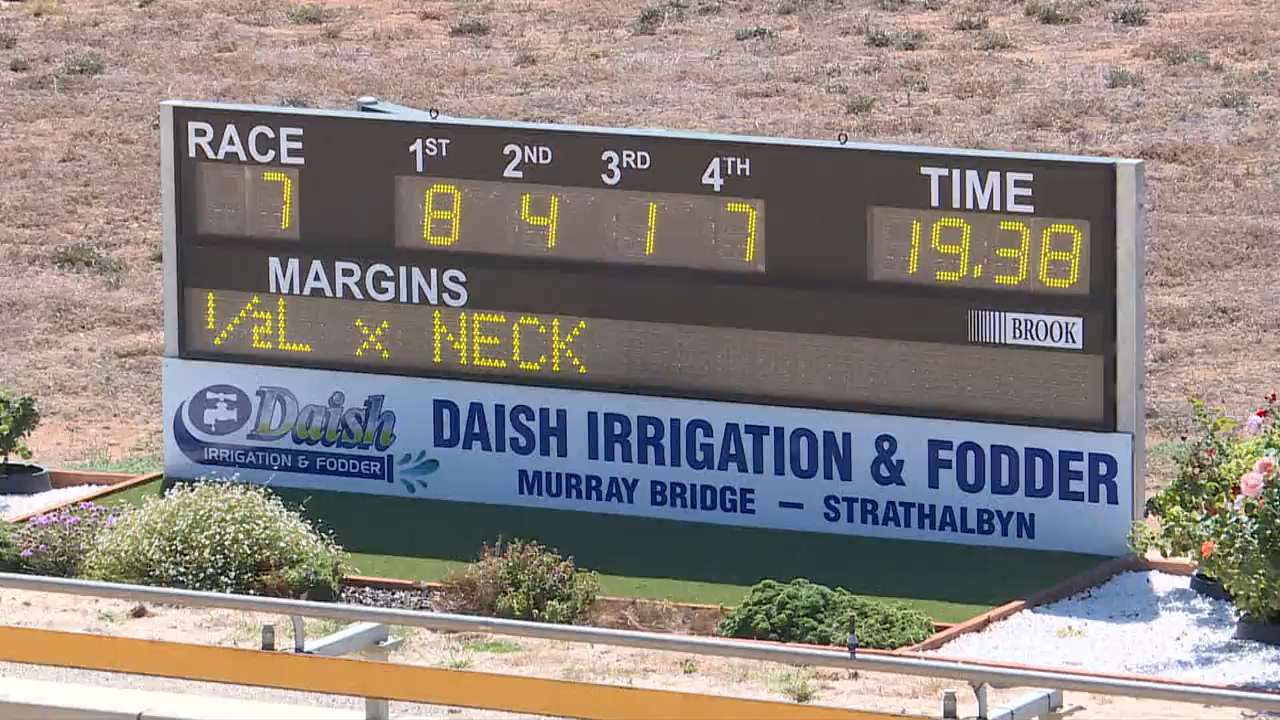 RACE 1ST 2ND 3RD 4TH TIME
7 8 4 1 7 19.38
MARGINS
1/2L x NECK
BROOK
Daish
IRRIGATION & FODDER
DAISH IRRIGATION & FODDER
MURRAY BRIDGE – STRATHALBYN